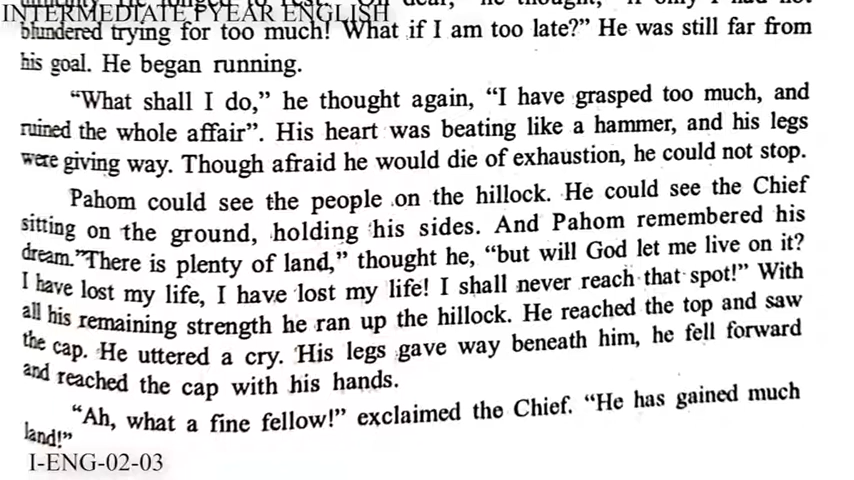 INTERMEDIATE I YEAR ENGLISH
blundered trying for too much! What if I am too late?" He was still far from
his goal. He began running.
"What shall I do," he thought again, "I have grasped too much, and
ruined the whole affair". His heart was beating like a hammer, and his legs
were giving way. Though afraid he would die of exhaustion, he could not stop.
Pahom could see the people on the hillock. He could see the Chief
sitting on the ground, holding his sides. And Pahom remembered his
dream."There is plenty of land," thought he, "but will God let me live on it?
I have lost my life, I have lost my life! I shall never reach that spot!" With
all his remaining strength he ran up the hillock. He reached the top and saw
the cap. He uttered a cry. His legs gave way beneath him, he fell forward
and reached the cap with his hands.
"Ah, what a fine fellow!" exclaimed the Chief. "He has gained much
land!"
I-ENG-02-03